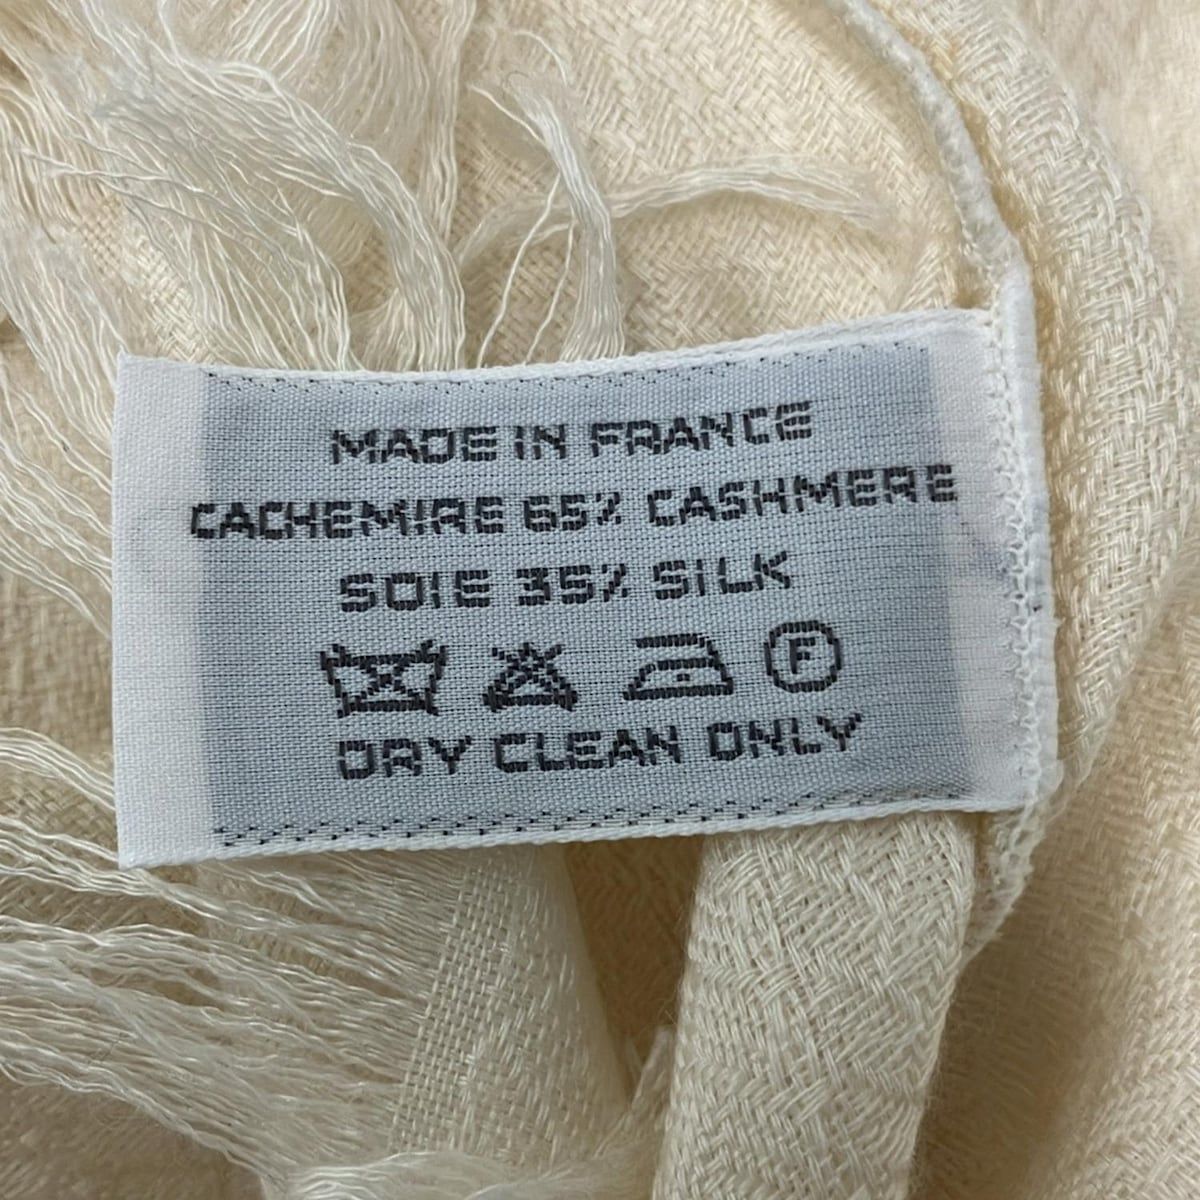 MADE IN FRANCE
CACHEMIRE 65% CASHMERE
SOIE 35% SILK
F
DRY CLEAN ONLY